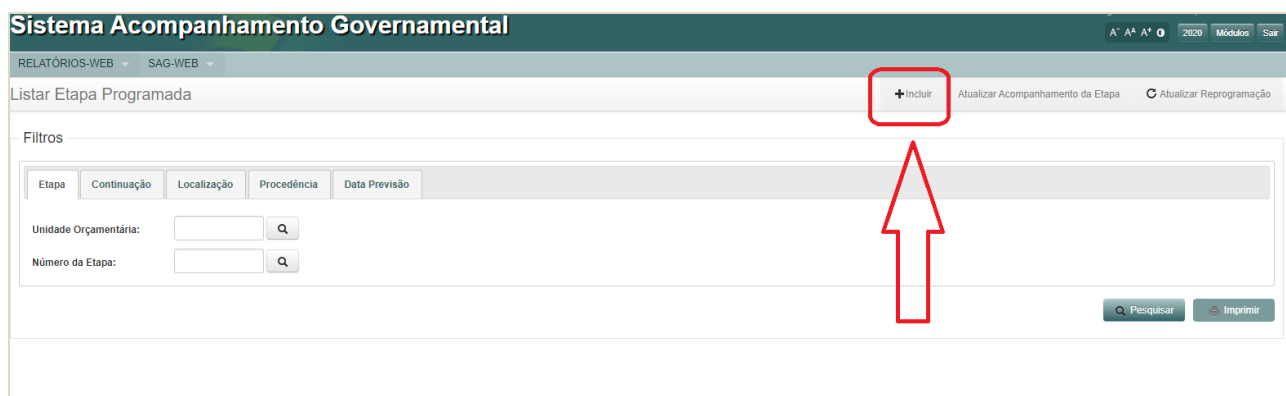 Sistema Acompanhamento Governamental
A- AA A+ 2020 Módulos Sair
RELATÓRIOS-WEB SAG-WEB
Listar Etapa Programada
Incluir Atualizar Acompanhamento da Etapa Atualizar Reprogramação
Filtros
Etapa Continuação Localização Procedência Data Previsão
Unidade Orçamentária:
Número da Etapa:
Pesquisar Imprimir